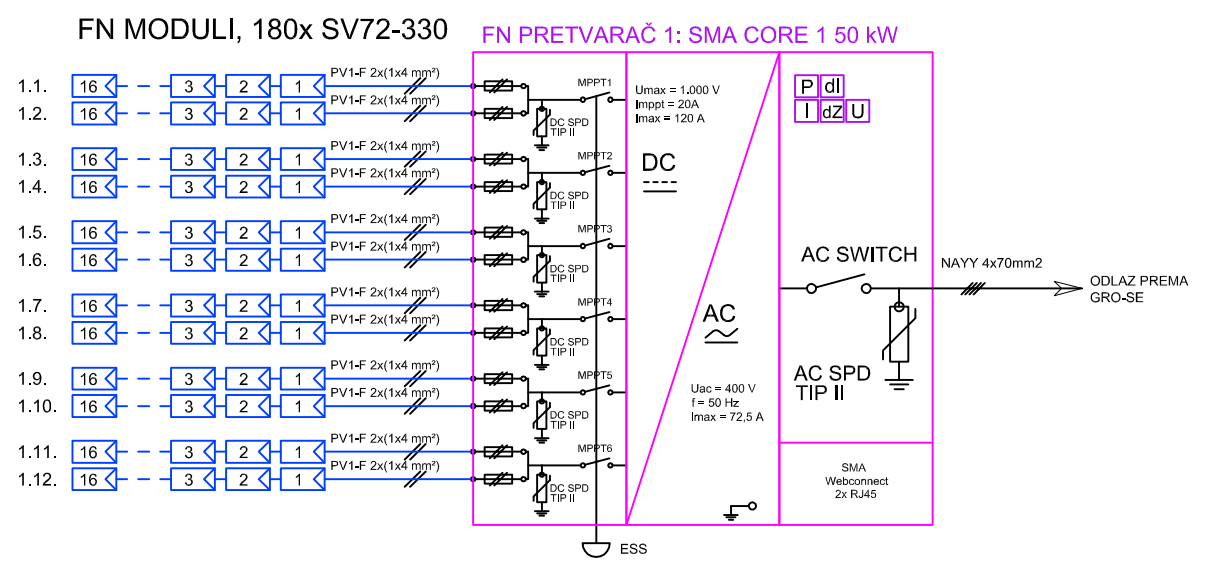 FN MODULI, 180x SV72-330
FN PRETVARAČ 1: SMA CORE 1 50 kW
1.1. 16 3 2 1 PV1-F 2x(1x4 mm²)
1.2. 16 3 2 1 PV1-F 2x(1x4 mm²)
MPPT1
DC SPD
TIP II
1.3. 16 3 2 1 PV1-F 2x(1x4 mm²)
1.4. 16 3 2 1 PV1-F 2x(1x4 mm²)
MPPT2
DC SPD
TIP II
1.5. 16 3 2 1 PV1-F 2x(1x4 mm²)
1.6. 16 3 2 1 PV1-F 2x(1x4 mm²)
MPPT3
DC SPD
TIP II
1.7. 16 3 2 1 PV1-F 2x(1x4 mm²)
1.8. 16 3 2 1 PV1-F 2x(1x4 mm²)
MPPT4
DC SPD
TIP II
1.9. 16 3 2 1 PV1-F 2x(1x4 mm²)
1.10. 16 3 2 1 PV1-F 2x(1x4 mm²)
MPPT5
DC SPD
TIP II
1.11. 16 3 2 1 PV1-F 2x(1x4 mm²)
1.12. 16 3 2 1 PV1-F 2x(1x4 mm²)
MPPT6
DC SPD
TIP II
ESS
Umax = 1.000 V
Imppt = 20A
Imax = 120 A
DC
AC
Uac = 400 V
f = 50 Hz
Imax = 72,5 A
P dI
I dZ U
AC SWITCH
AC SPD
TIP II
SMA
Webconnect
2x RJ45
NAYY 4x70mm2
ODLAZ PREMA
GRO-SE